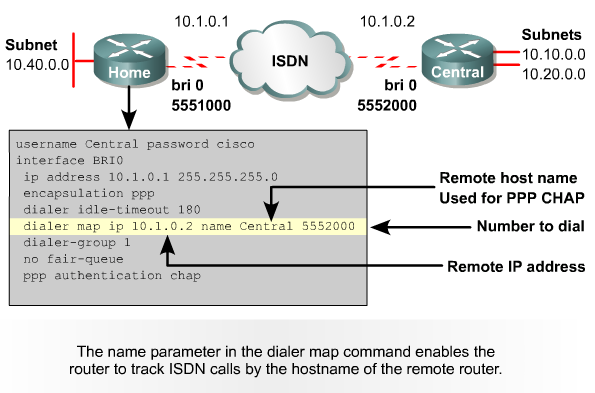 10.1.0.1
10.1.0.2
Subnet
10.40.0.0
Home
ISDN
Central
Subnets
10.10.0.0
10.20.0.0
bri 0
5551000
bri 0
5552000
username Central password cisco
interface BRI0
ip address 10.1.0.1 255.255.255.0
encapsulation ppp
dialer idle-timeout 180
dialer map ip 10.1.0.2 name Central 5552000
dialer-group 1
no fair-queue
ppp authentication chap
Remote host name
Used for PPP CHAP
Number to dial
Remote IP address
The name parameter in the dialer map command enables the
router to track ISDN calls by the hostname of the remote router.